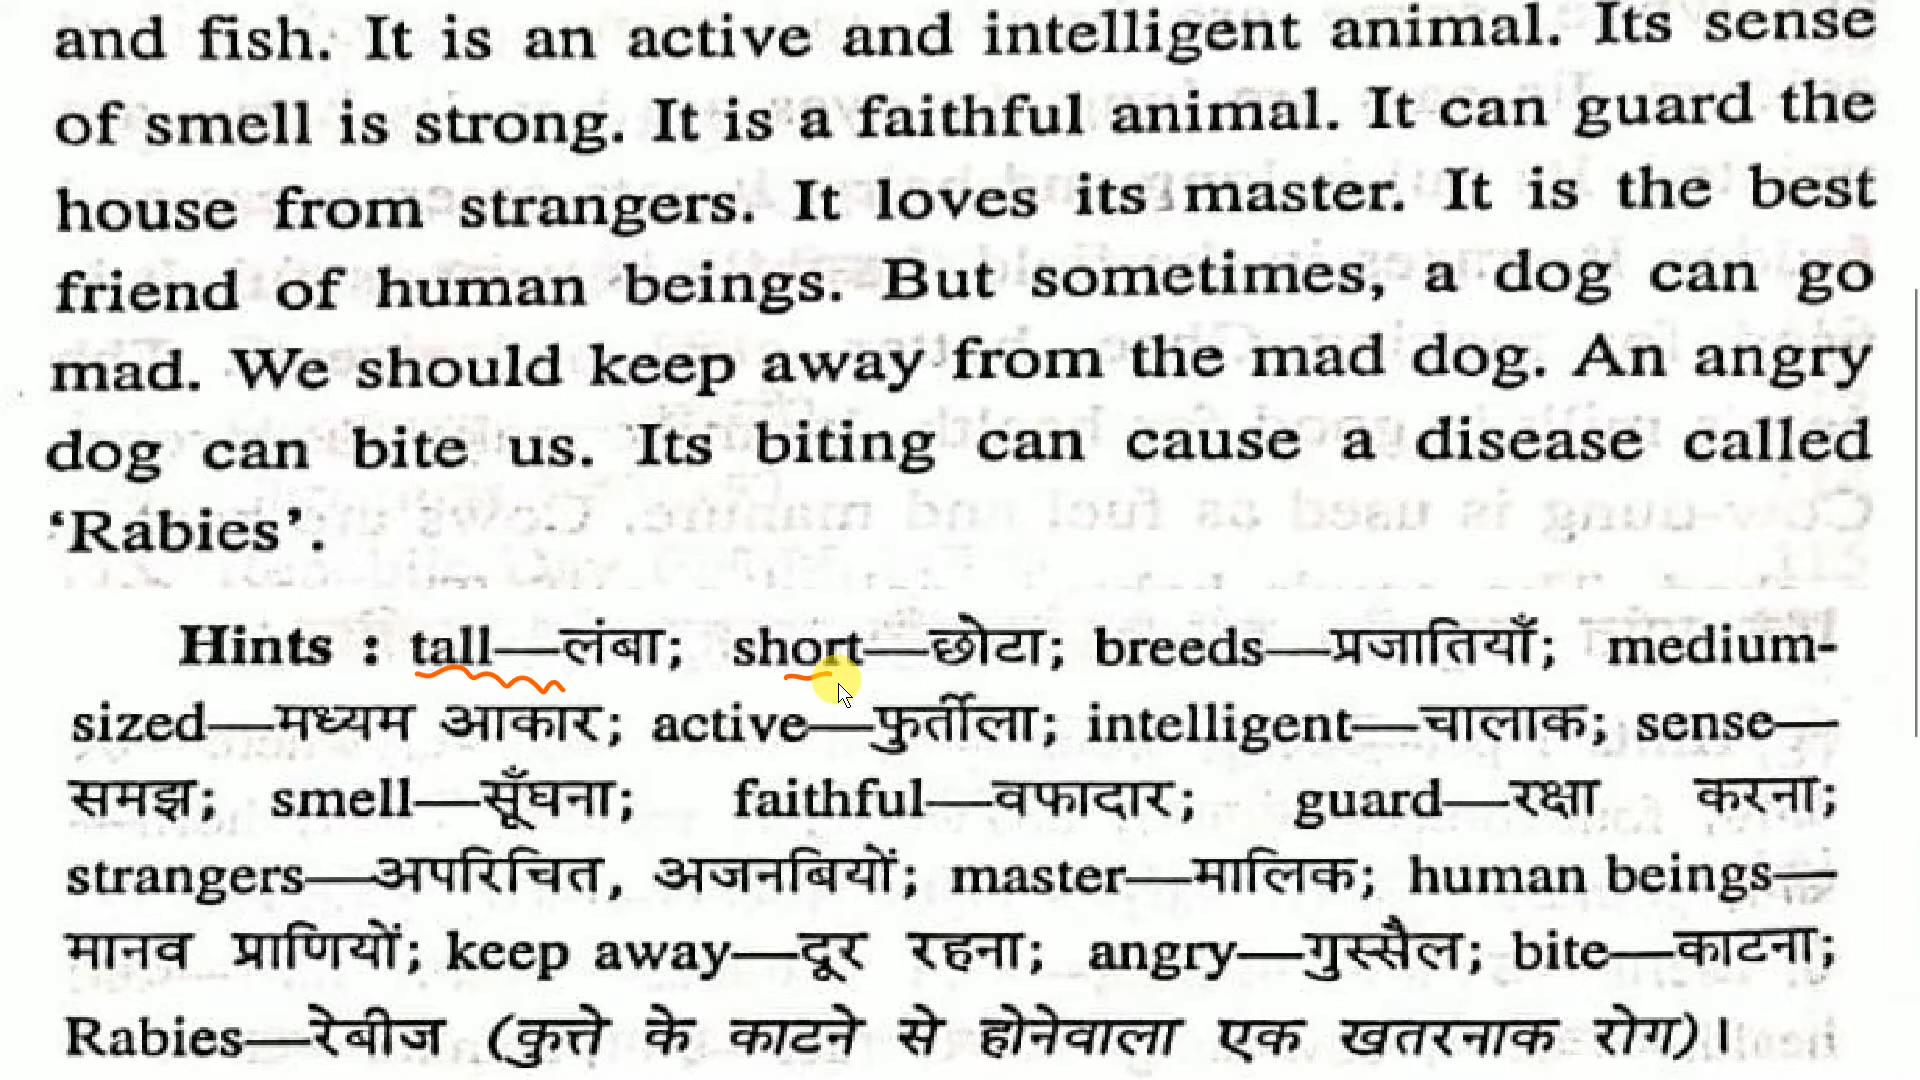 and fish. It is an active and intelligent animal. Its sense
of smell is strong. It is a faithful animal. It can guard the
house from strangers. It loves its master. It is the best
friend of human beings. But sometimes, a dog can go
mad. We should keep away from the mad dog. An angry
dog can bite us. Its biting can cause a disease called
‘Rabies’.
Hints : tall—लंबा; short—छोटा; breeds—प्रजातियाँ; medium-
sized—मध्यम आकार; active—फुर्तीला; intelligent—चालाक; sense—
समझ; smell—सूँघना; faithful—वफादार; guard—रक्षा करना;
strangers—अपरिचित, अजनबियों; master—मालिक; human beings—
मानव प्राणियों; keep away—दूर रहना; angry—गुस्सैल; bite—काटना;
Rabies—रेबीज (कुत्ते के काटने से होनेवाला एक खतरनाक रोग)।